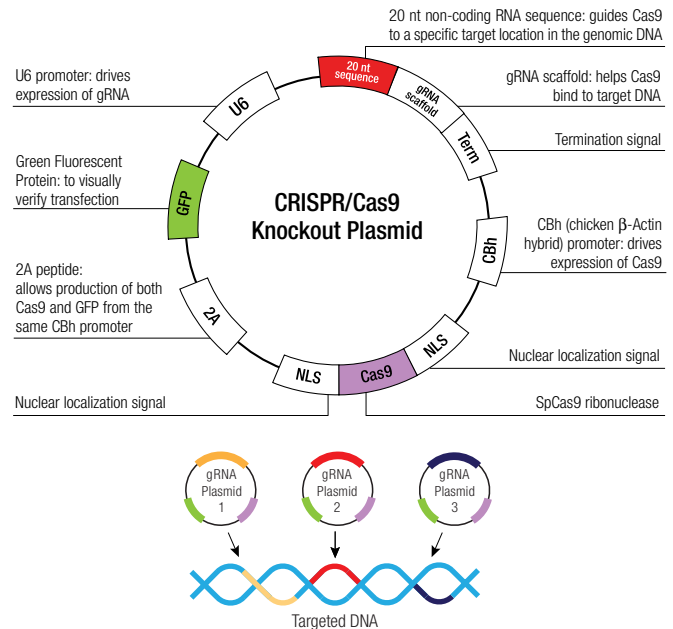 20 nt non-coding RNA sequence: guides Cas9
to a specific target location in the genomic DNA
U6 promoter: drives
expression of gRNA
gRNA scaffold: helps Cas9
bind to target DNA
Termination signal
Green Fluorescent
Protein: to visually
verify transfection
CBh (chicken β-Actin
hybrid) promoter: drives
expression of Cas9
2A peptide:
allows production of both
Cas9 and GFP from the
same CBh promoter
Nuclear localization signal
Nuclear localization signal
SpCas9 ribonuclease
20 nt
sequence
gRNA
scaffold
Term
CBh
NLS
Cas9
NLS
2A
GFP
U6
CRISPR/Cas9
Knockout Plasmid
gRNA
Plasmid
1
gRNA
Plasmid
2
gRNA
Plasmid
3
Targeted DNA